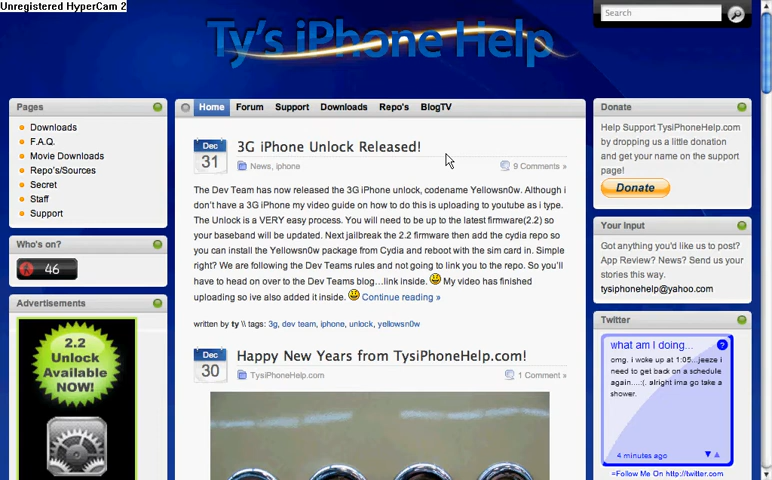 Unregistered HyperCam 2
Ty's iPhone Help
Search
Pages
Downloads
F.A.Q.
Movie Downloads
Repo's/Sources
Secret
Staff
Support
Who's on?
46
Advertisements
2.2
Unlock
Available
NOW!
Home Forum Support Downloads Repo's BlogTV
Dec
31
3G iPhone Unlock Released!
News, iphone
9 Comments »
The Dev Team has now released the 3G iPhone unlock, codename Yellowsn0w. Although i
don't have a 3G iPhone my video guide on how to do this is uploading to youtube as i type.
The Unlock is a VERY easy process. You will need to be up to the latest firmware(2.2) so
your baseband will be updated. Next jailbreak the 2.2 firmware then add the cydia repo so
you can install the Yellowsn0w package from Cydia and reboot with the sim card in. Simple
right? We are following the Dev Teams rules and not going to link you to the repo. So you'll
have to head on over to the Dev Teams blog…link inside. My video has finished
uploading so ive also added it inside. Continue reading »
written by ty \\ tags: 3g, dev team, iphone, unlock, yellowsn0w
Dec
30
Happy New Years from TysiPhoneHelp.com!
TysiPhoneHelp.com
1 Comment »
Donate
Help Support TysiPhoneHelp.com
by dropping us a little donation
and get your name on the support
page!
Donate
Your Input
Got anything you'd like us to post?
App Review? News? Send us your
stories this way.
tysiphonehelp@yahoo.com
Twitter
what am I doing...
?
omg. i woke up at 1:05...jeeze i
need to get back on a schedule
again....:(. alright ima go take a
shower.
4 minutes ago
=Follow Me On http://twitter.com